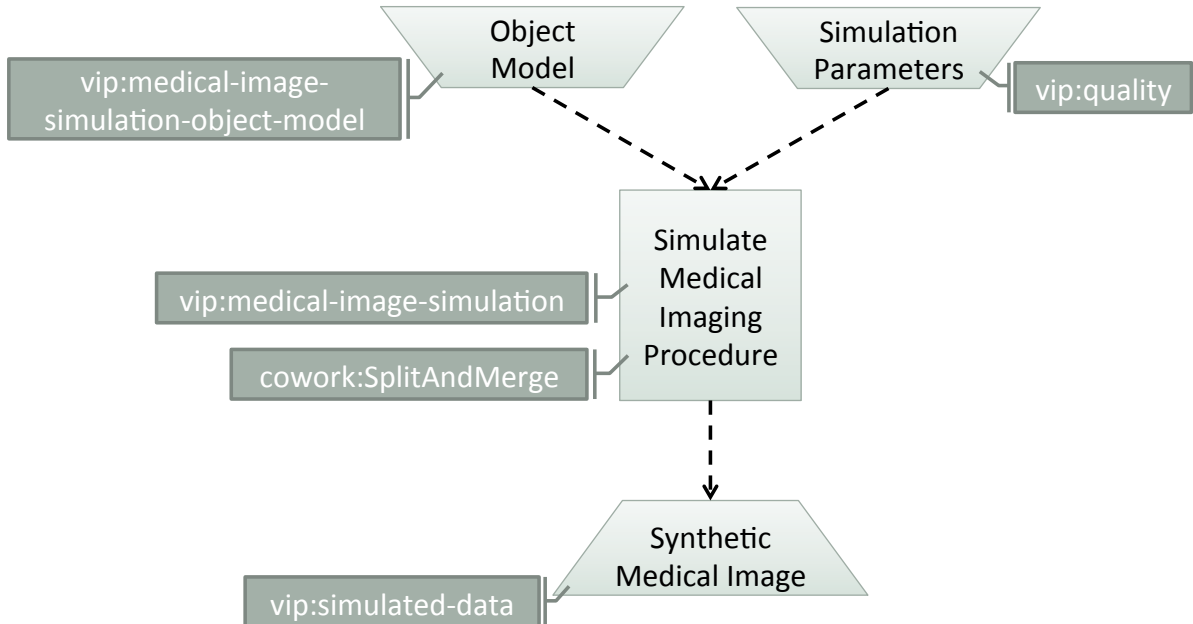 Object
Model
Simulation
Parameters
vip:medical-image-
simulation-object-model
vip:quality
Simulate
Medical
Imaging
Procedure
vip:medical-image-simulation
cowork:SplitAndMerge
Synthetic
Medical Image
vip:simulated-data